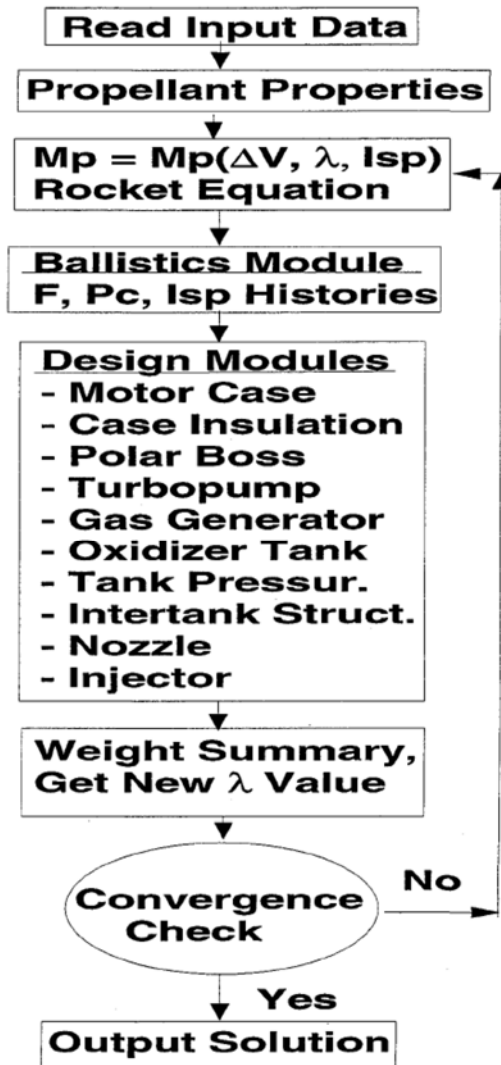 Read Input Data
Propellant Properties
Mp = Mp(ΔV, λ, Isp)
Rocket Equation
Ballistics Module
F, Pc, Isp Histories
Design Modules
- Motor Case
- Case Insulation
- Polar Boss
- Turbopump
- Gas Generator
- Oxidizer Tank
- Tank Pressur.
- Intertank Struct.
- Nozzle
- Injector
Weight Summary,
Get New λ Value
Convergence
Check
No
Yes
Output Solution